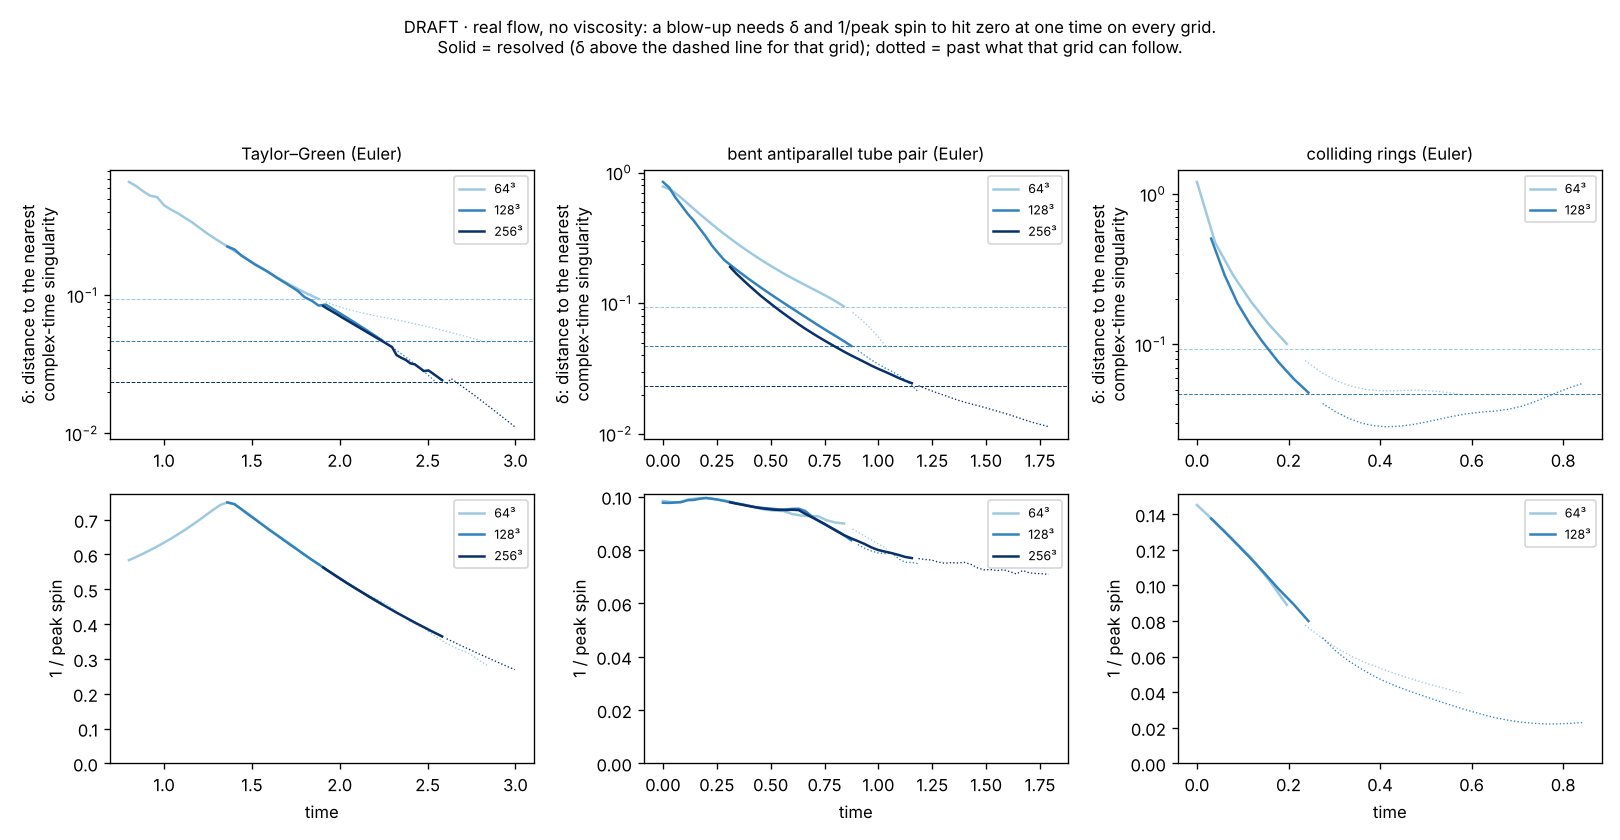 DRAFT · real flow, no viscosity: a blow-up needs δ and 1/peak spin to hit zero at one time on every grid.
Solid = resolved (δ above the dashed line for that grid); dotted = past what that grid can follow.
Taylor–Green (Euler)
δ: distance to the nearest
complex-time singularity
10⁻¹
10⁻²
1.0 1.5 2.0 2.5 3.0
64³
128³
256³
bent antiparallel tube pair (Euler)
δ: distance to the nearest
complex-time singularity
10⁰
10⁻¹
10⁻²
0.00 0.25 0.50 0.75 1.00 1.25 1.50 1.75
64³
128³
256³
colliding rings (Euler)
δ: distance to the nearest
complex-time singularity
10⁰
10⁻¹
0.0 0.2 0.4 0.6 0.8
64³
128³
1 / peak spin
0.7
0.6
0.5
0.4
0.3
0.2
0.1
0.0
1.0 1.5 2.0 2.5 3.0
time
64³
128³
256³
1 / peak spin
0.10
0.08
0.06
0.04
0.02
0.00
0.00 0.25 0.50 0.75 1.00 1.25 1.50 1.75
time
64³
128³
256³
1 / peak spin
0.14
0.12
0.10
0.08
0.06
0.04
0.02
0.00
0.0 0.2 0.4 0.6 0.8
time
64³
128³